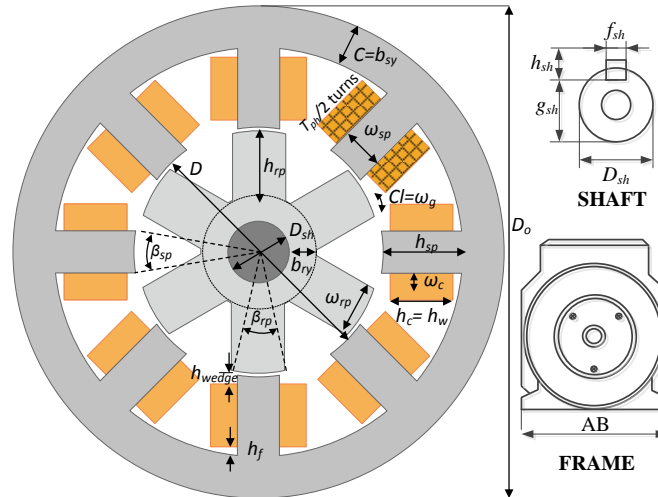 C=b_sy
T_ph/2 turns
ω_sp
h_rp
D
Cl=ω_g
D_sh
b_ry
β_sp
β_rp
ω_rp
h_sp
ω_c
h_c= h_w
h_wedge
h_f
D_o
f_sh
h_sh
g_sh
D_sh
SHAFT
AB
FRAME